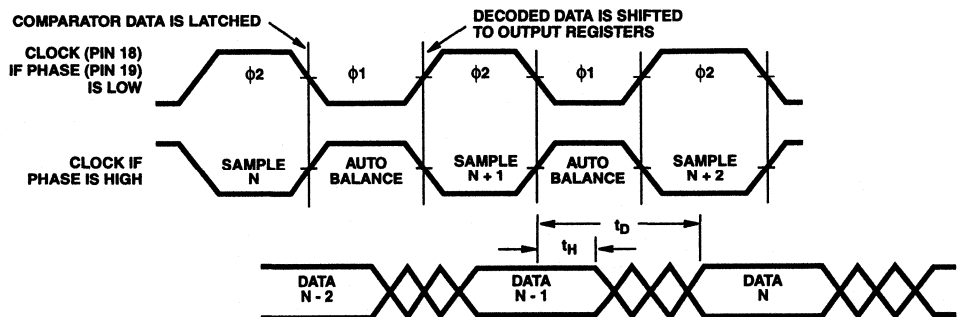 COMPARATOR DATA IS LATCHED
DECODED DATA IS SHIFTED
TO OUTPUT REGISTERS
CLOCK (PIN 18)
IF PHASE (PIN 19)
IS LOW
ϕ2
ϕ1
ϕ2
ϕ1
ϕ2
CLOCK IF
PHASE IS HIGH
SAMPLE
N
AUTO
BALANCE
SAMPLE
N + 1
AUTO
BALANCE
SAMPLE
N + 2
tD
tH
DATA
N - 2
DATA
N - 1
DATA
N